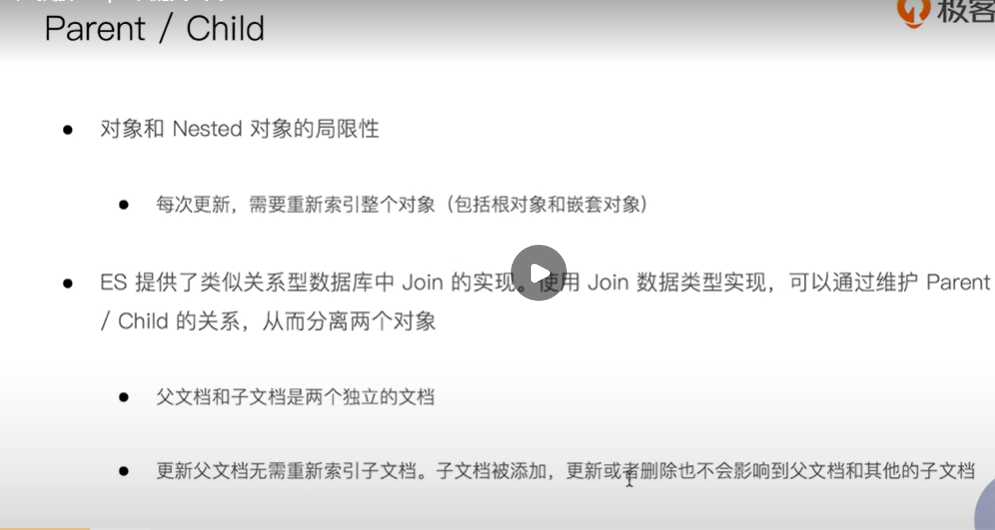 Parent / Child
极客
对象和 Nested 对象的局限性
每次更新，需要重新索引整个对象（包括根对象和嵌套对象）
ES 提供了类似关系型数据库中 Join 的实现。使用 Join 数据类型实现，可以通过维护 Parent
/ Child 的关系，从而分离两个对象
父文档和子文档是两个独立的文档
更新父文档无需重新索引子文档。子文档被添加，更新或者删除也不会影响到父文档和其他的子文档